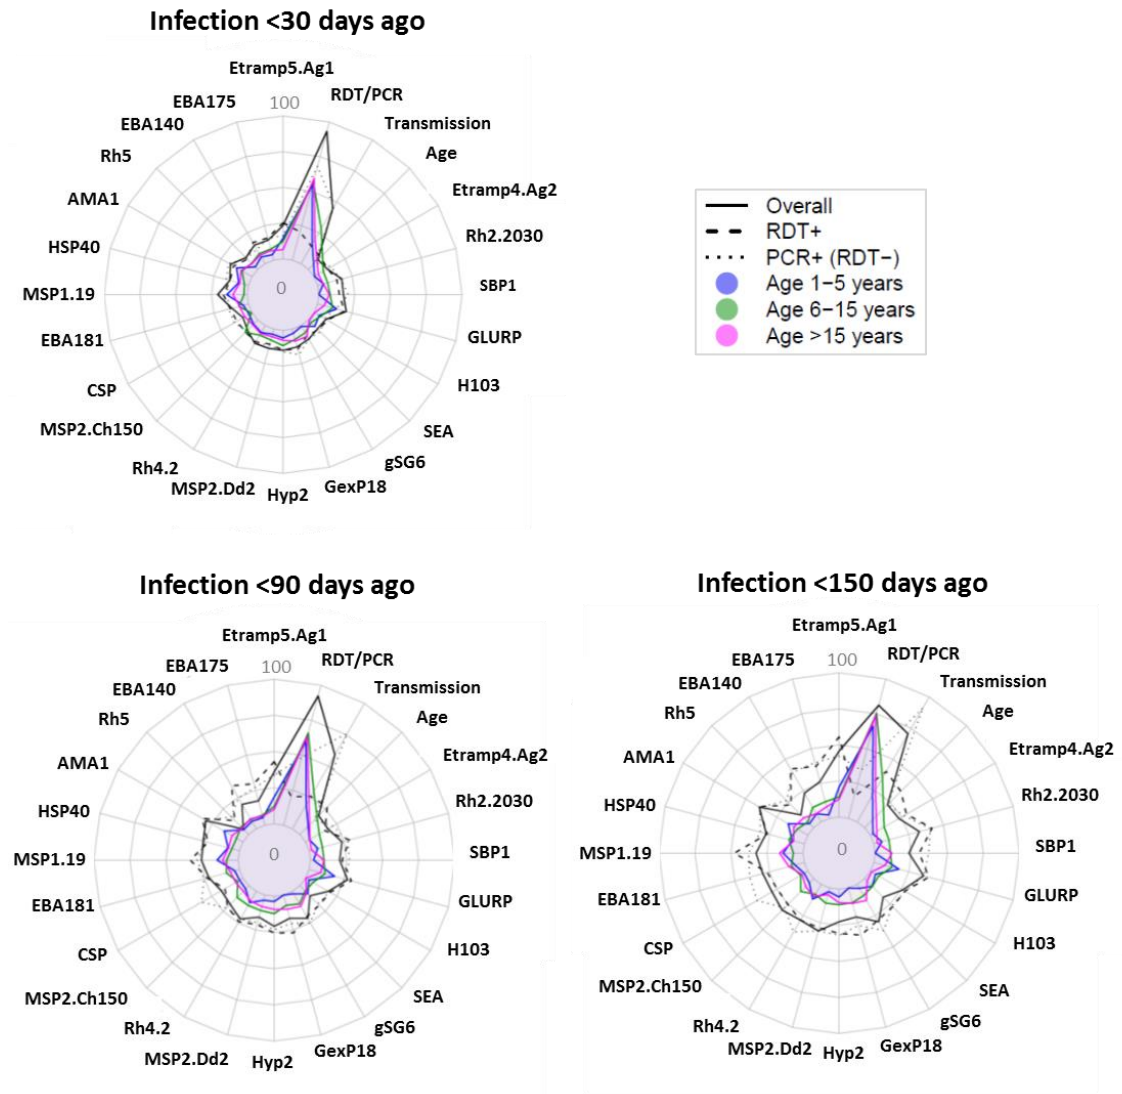 Infection <30 days ago
Etramp5.Ag1
100
RDT/PCR
Transmission
Age
Etramp4.Ag2
Rh2.2030
SBP1
GLURP
H103
SEA
gSG6
GexP18
Hyp2
MSP2.Dd2
Rh4.2
MSP2.Ch150
CSP
EBA181
MSP1.19
HSP40
AMA1
Rh5
EBA140
EBA175
0
Overall
RDT+
PCR+ (RDT−)
Age 1−5 years
Age 6−15 years
Age >15 years
Infection <90 days ago
Etramp5.Ag1
100
RDT/PCR
Transmission
Age
Etramp4.Ag2
Rh2.2030
SBP1
GLURP
H103
SEA
gSG6
GexP18
Hyp2
MSP2.Dd2
Rh4.2
MSP2.Ch150
CSP
EBA181
MSP1.19
HSP40
AMA1
Rh5
EBA140
EBA175
0
Infection <150 days ago
Etramp5.Ag1
100
RDT/PCR
Transmission
Age
Etramp4.Ag2
Rh2.2030
SBP1
GLURP
H103
SEA
gSG6
GexP18
Hyp2
MSP2.Dd2
Rh4.2
MSP2.Ch150
CSP
EBA181
MSP1.19
HSP40
AMA1
Rh5
EBA140
EBA175
0